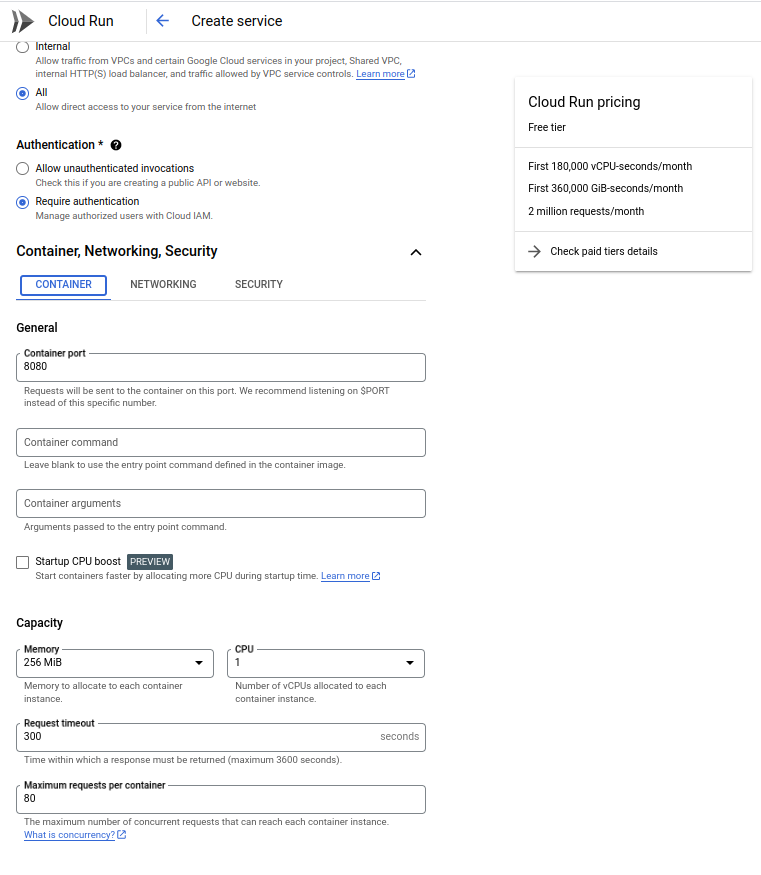 Cloud Run
Create service
Internal
Allow traffic from VPCs and certain Google Cloud services in your project, Shared VPC,
internal HTTP(S) load balancer, and traffic allowed by VPC service controls. Learn more
All
Allow direct access to your service from the internet
Authentication * ?
Allow unauthenticated invocations
Check this if you are creating a public API or website.
Require authentication
Manage authorized users with Cloud IAM.
Container, Networking, Security
CONTAINER NETWORKING SECURITY
General
Container port
8080
Requests will be sent to the container on this port. We recommend listening on $PORT
instead of this specific number.
Container command
Leave blank to use the entry point command defined in the container image.
Container arguments
Arguments passed to the entry point command.
Startup CPU boost PREVIEW
Start containers faster by allocating more CPU during startup time. Learn more
Capacity
Memory
256 MiB
Memory to allocate to each container
instance.
CPU
1
Number of vCPUs allocated to each
container instance.
Request timeout
300 seconds
Time within which a response must be returned (maximum 3600 seconds).
Maximum requests per container
80
The maximum number of concurrent requests that can reach each container instance.
What is concurrency?
Cloud Run pricing
Free tier
First 180,000 vCPU-seconds/month
First 360,000 GiB-seconds/month
2 million requests/month
Check paid tiers details